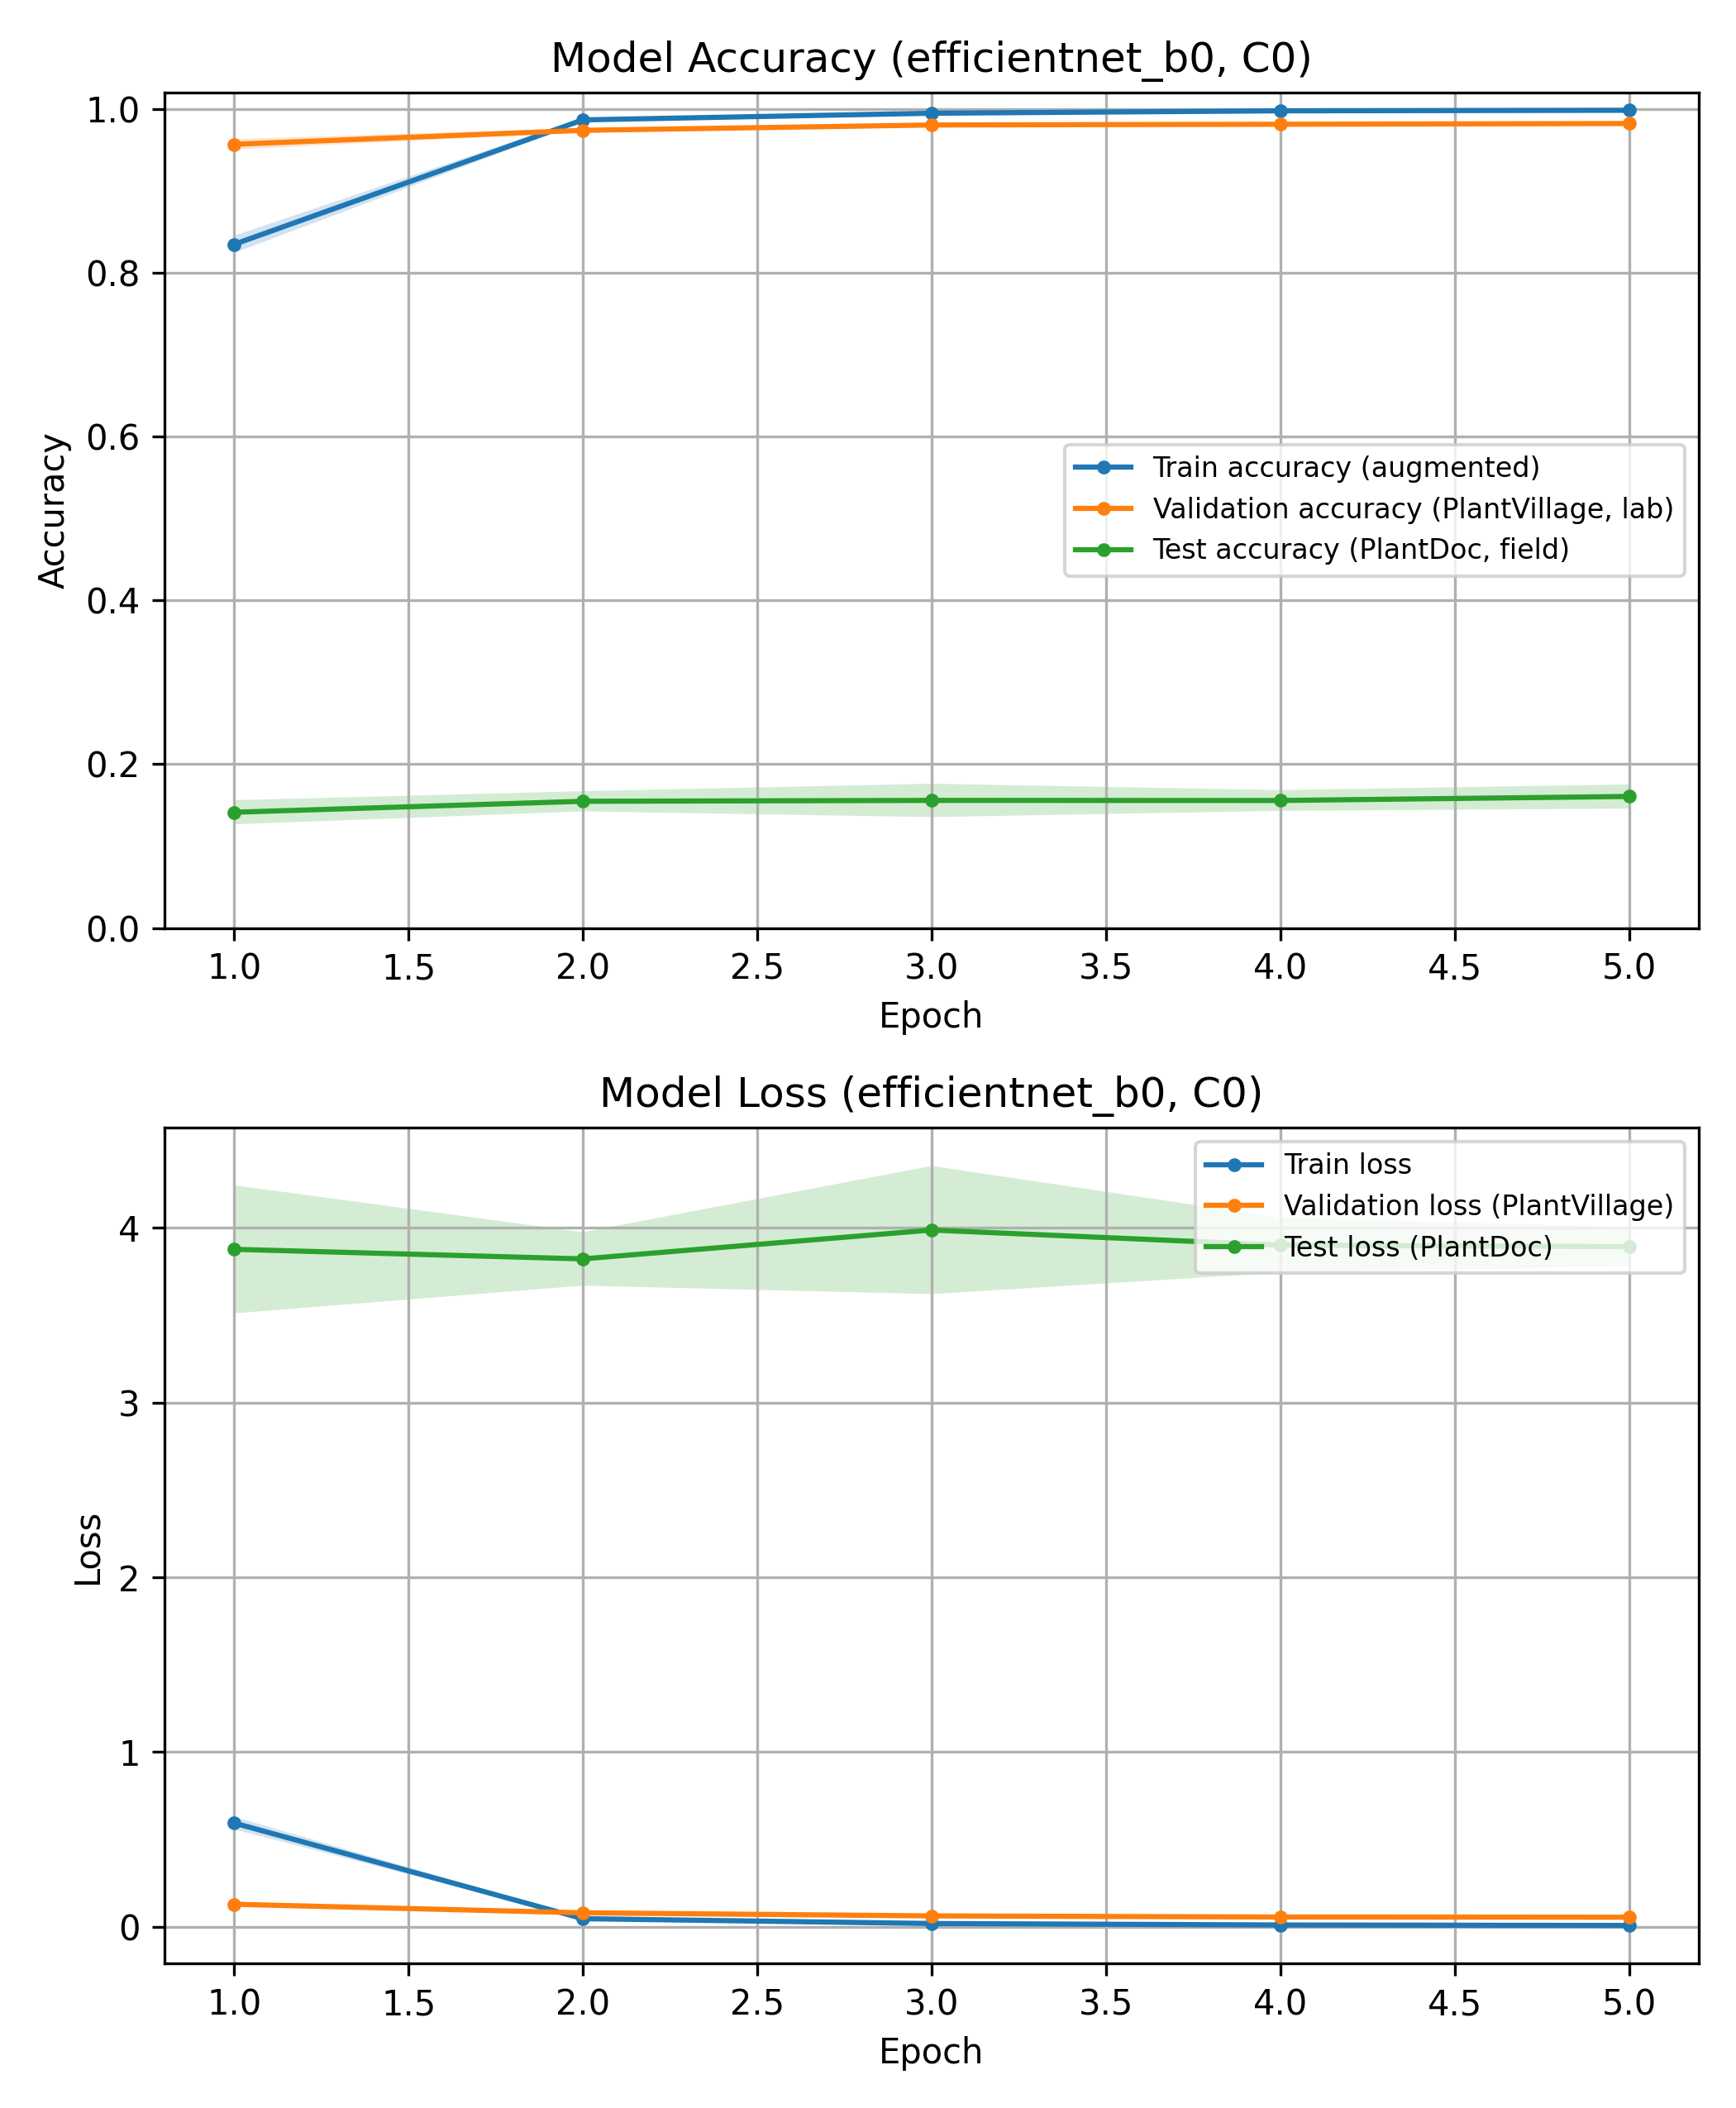 Model Accuracy (efficientnet_b0, C0)
1.0
0.8
0.6
0.4
0.2
0.0
Accuracy
Train accuracy (augmented)
Validation accuracy (PlantVillage, lab)
Test accuracy (PlantDoc, field)
1.0 1.5 2.0 2.5 3.0 3.5 4.0 4.5 5.0
Epoch
Model Loss (efficientnet_b0, C0)
4
3
2
1
0
Loss
Train loss
Validation loss (PlantVillage)
Test loss (PlantDoc)
1.0 1.5 2.0 2.5 3.0 3.5 4.0 4.5 5.0
Epoch